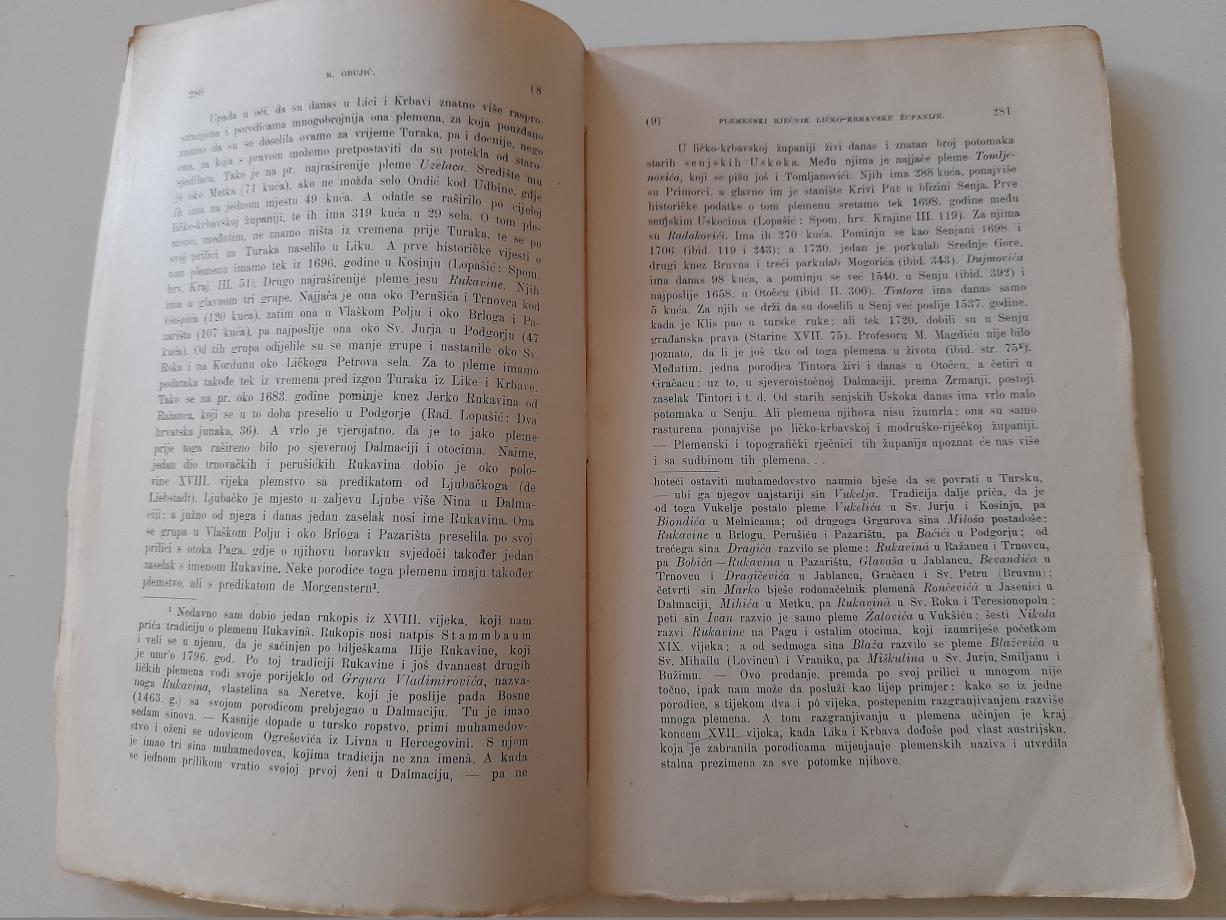 280
R. GRUJIĆ.
(8
Upada u oči, da su danas u Lici i Krbavi znatno više raspro-
stranjena i porodicama mnogobrojnija ona plemena, za koja pouzdano
znamo da su se doselila ovamo za vrijeme Turaka, pa i docnije, nego
ona, za koja s pravom možemo pretpostaviti da su potekla od staro-
sjedilaca. Tako je na pr. najraširenije pleme Uzelaca. Središte mu
je oko Metka (71 kuća), ako ne možda selo Ondić kod Udbine, gdje
ih ima na jednom mjestu 49 kuća. A odatle se raširilo po cijeloj
ličko-krbavskoj županiji, te ih ima 319 kuća u 29 sela. O tom ple-
menu, međutim, ne znamo ništa iz vremena prije Turaka, te se po
svoj prilici za Turaka naselilo u Liku. A prve historičke vijesti o
tom plemenu imamo tek iz 1696. godine u Kosinju (Lopašić: Spom.
hrv. Kraj. III. 51). Drugo najraširenije pleme jesu Rukavine. Njih
ima u glavnom tri grupe. Najjača je ona oko Perušića i Trnovca kod
Gospića (120 kuća), zatim ona u Vlaškom Polju i oko Brloga i Pa-
zarišta (107 kuća), pa najposlije ona oko Sv. Jurja u Podgorju (47
kuća). Od tih grupa odijelile su se manje grupe i nastanile oko Sv.
Roka i na Kordunu oko Ličkoga Petrova sela. Za to pleme imamo
podataka takođe tek iz vremena pred izgon Turaka iz Like i Krbave.
Tako se na pr. oko 1683. godine pominje knez Jerko Rukavina od
Ražanca, koji se u to doba preselio u Podgorje (Rad. Lopašić: Dva
hrvatska junaka, 36). A vrlo je vjerojatno, da je to jako pleme
prije toga rašireno bilo po sjevernoj Dalmaciji i otocima. Naime,
jedan dio trnovačkih i perušićkih Rukavina dobio je oko polo-
vine XVIII. vijeka plemstvo sa predikatom od Ljubačkoga (de
Liebstadt). Ljubačko je mjesto u zaljevu Ljube više Nina u Dalma-
ciji; a južno od njega i danas jedan zaselak nosi ime Rukavina. Ona
se grupa u Vlaškom Polju i oko Brloga i Pazarišta preselila po svoj
prilici s otoka Paga, gdje o njihovu boravku svjedoči također jedan
zaselak s imenom Rukavine. Neke porodice toga plemena imaju također
plemstvo, ali s predikatom de Morgenstern¹.
¹ Nedavno sam dobio jedan rukopis iz XVIII. vijeka, koji nam
priča tradiciju o plemenu Rukavinâ. Rukopis nosi natpis Stammbaum
i veli se u njemu, da je sačinjen po bilješkama Ilije Rukavine, koji
je umr'o 1796. god. Po toj tradiciji Rukavine i još dvanaest drugih
ličkih plemena vodi svoje porijeklo od Grgura Vladimirovića, nazva-
noga Rukavina, vlastelina sa Neretve, koji je poslije pada Bosne
(1463. g.) sa svojom porodicom prebjegao u Dalmaciju. Tu je imao
sedam sinova. — Kasnije dopade u tursko ropstvo, primi muhamedov-
stvo i oženi se udovicom Ogreševića iz Livna u Hercegovini. S njom
je imao tri sina muhamedovca, kojima tradicija ne zna imenâ. A kada
se jednom prilikom vratio svojoj prvoj ženi u Dalmaciju, — pa ne
(9)
PLEMENSKI RJEČNIK LIČKO-KRBAVSKE ŽUPANIJE.
281
U ličko-krbavskoj županiji živi danas i znatan broj potomaka
starih senjskih Uskoka. Među njima je najjače pleme Tomlje-
novića, koji se pišu još i Tomljanovići. Njih ima 288 kuća, ponajviše
su Primorci, a glavno im je stanište Krivi Put u blizini Senja. Prve
historičke podatke o tom plemenu sretamo tek 1698. godine među
senjskim Uskocima (Lopašić: Spom. hrv. Krajine III. 119). Za njima
su Radakovići. Ima ih 270 kuća. Pominju se kao Senjani 1698. i
1706. (ibid. 119 i 243); a 1730. jedan je porkulab Srednje Gore,
drugi knez Bruvna i treći parkulab Mogorića (ibid. 343). Dujmovića
ima danas 98 kuća, a pominju se već 1540. u Senju (ibid. 392) i
najposlije 1658. u Otočcu (ibid. II. 300). Tintora ima danas samo
5 kuća. Za njih se drži da su doselili u Senj već poslije 1537. godine,
kada je Klis pao u turske ruke; ali tek 1720. dobili su u Senju
građanska prava (Starine XVII. 75). Profesoru M. Magdiću nije bilo
poznato, da li je još tko od toga plemena u životu (ibid. str. 75¹).
Međutim, jedna porodica Tintora živi i danas u Otočcu, a četiri u
Gračacu; uz to, u sjeveroistočnoj Dalmaciji, prema Zrmanji, postoji
zaselak Tintori i t. d. Od starih senjskih Uskoka danas ima vrlo malo
potomaka u Senju. Ali plemena njihova nisu izumrla; ona su samo
rasturena ponajviše po ličko-krbavskoj i modruško-riječkoj županiji.
— Plemenski i topografički rječnici tih županija upoznat će nas više
i sa sudbinom tih plemena. . .
hoteći ostaviti muhamedovstvo naumio bješe da se povrati u Tursku,
— ubi ga njegov najstariji sin Vukelja. Tradicija dalje priča, da je
od toga Vukelje postalo pleme Vukelića u Sv. Jurju i Kosinju, pa
Biondića u Melnicama; od drugoga Grgurova sina Miloša postadoše:
Rukavine u Brlogu, Perušiću i Pazarištu, pa Bačići u Podgorju; od
trećega sina Dragića razvilo se pleme: Rukavinâ u Ražancu i Trnovcu,
pa Bobića—Rukavina u Pazarištu, Glavaša u Jablancu, Bevandića u
Trnovcu i Dragičevića u Jablancu, Gračacu i Sv. Petru (Bruvnu);
četvrti sin Marko bješe rodonačelnik plemenâ Rončevićâ u Jasenici u
Dalmaciji, Mihića u Metku, pa Rukavinâ u Sv. Roku i Teresionopolu;
peti sin Ivan razvio je samo pleme Žalovića u Vukšiću; šesti Nikola
razvi Rukavine na Pagu i ostalim otocima, koji izumriješe početkom
XIX. vijeka; a od sedmoga sina Blaža razvilo se pleme Blaževića u
Sv. Mihailu (Lovincu) i Vraniku, pa Miškulina u Sv. Jurju, Smiljanu i
Bužimu. — Ovo predanje, premda po svoj prilici u mnogom nije
točno, ipak nam može da posluži kao lijep primjer: kako se iz jedne
porodice, s tijekom dva i pô vijeka, postepenim razgranjivanjem razviše
mnoga plemena. A tom razgranjivanju u plemena učinjen je kraj
koncem XVII. vijeka, kada Lika i Krbava dođoše pod vlast austrijsku,
koja je zabranila porodicama mijenjanje plemenskih naziva i utvrdila
stalna prezimena za sve potomke njihove.